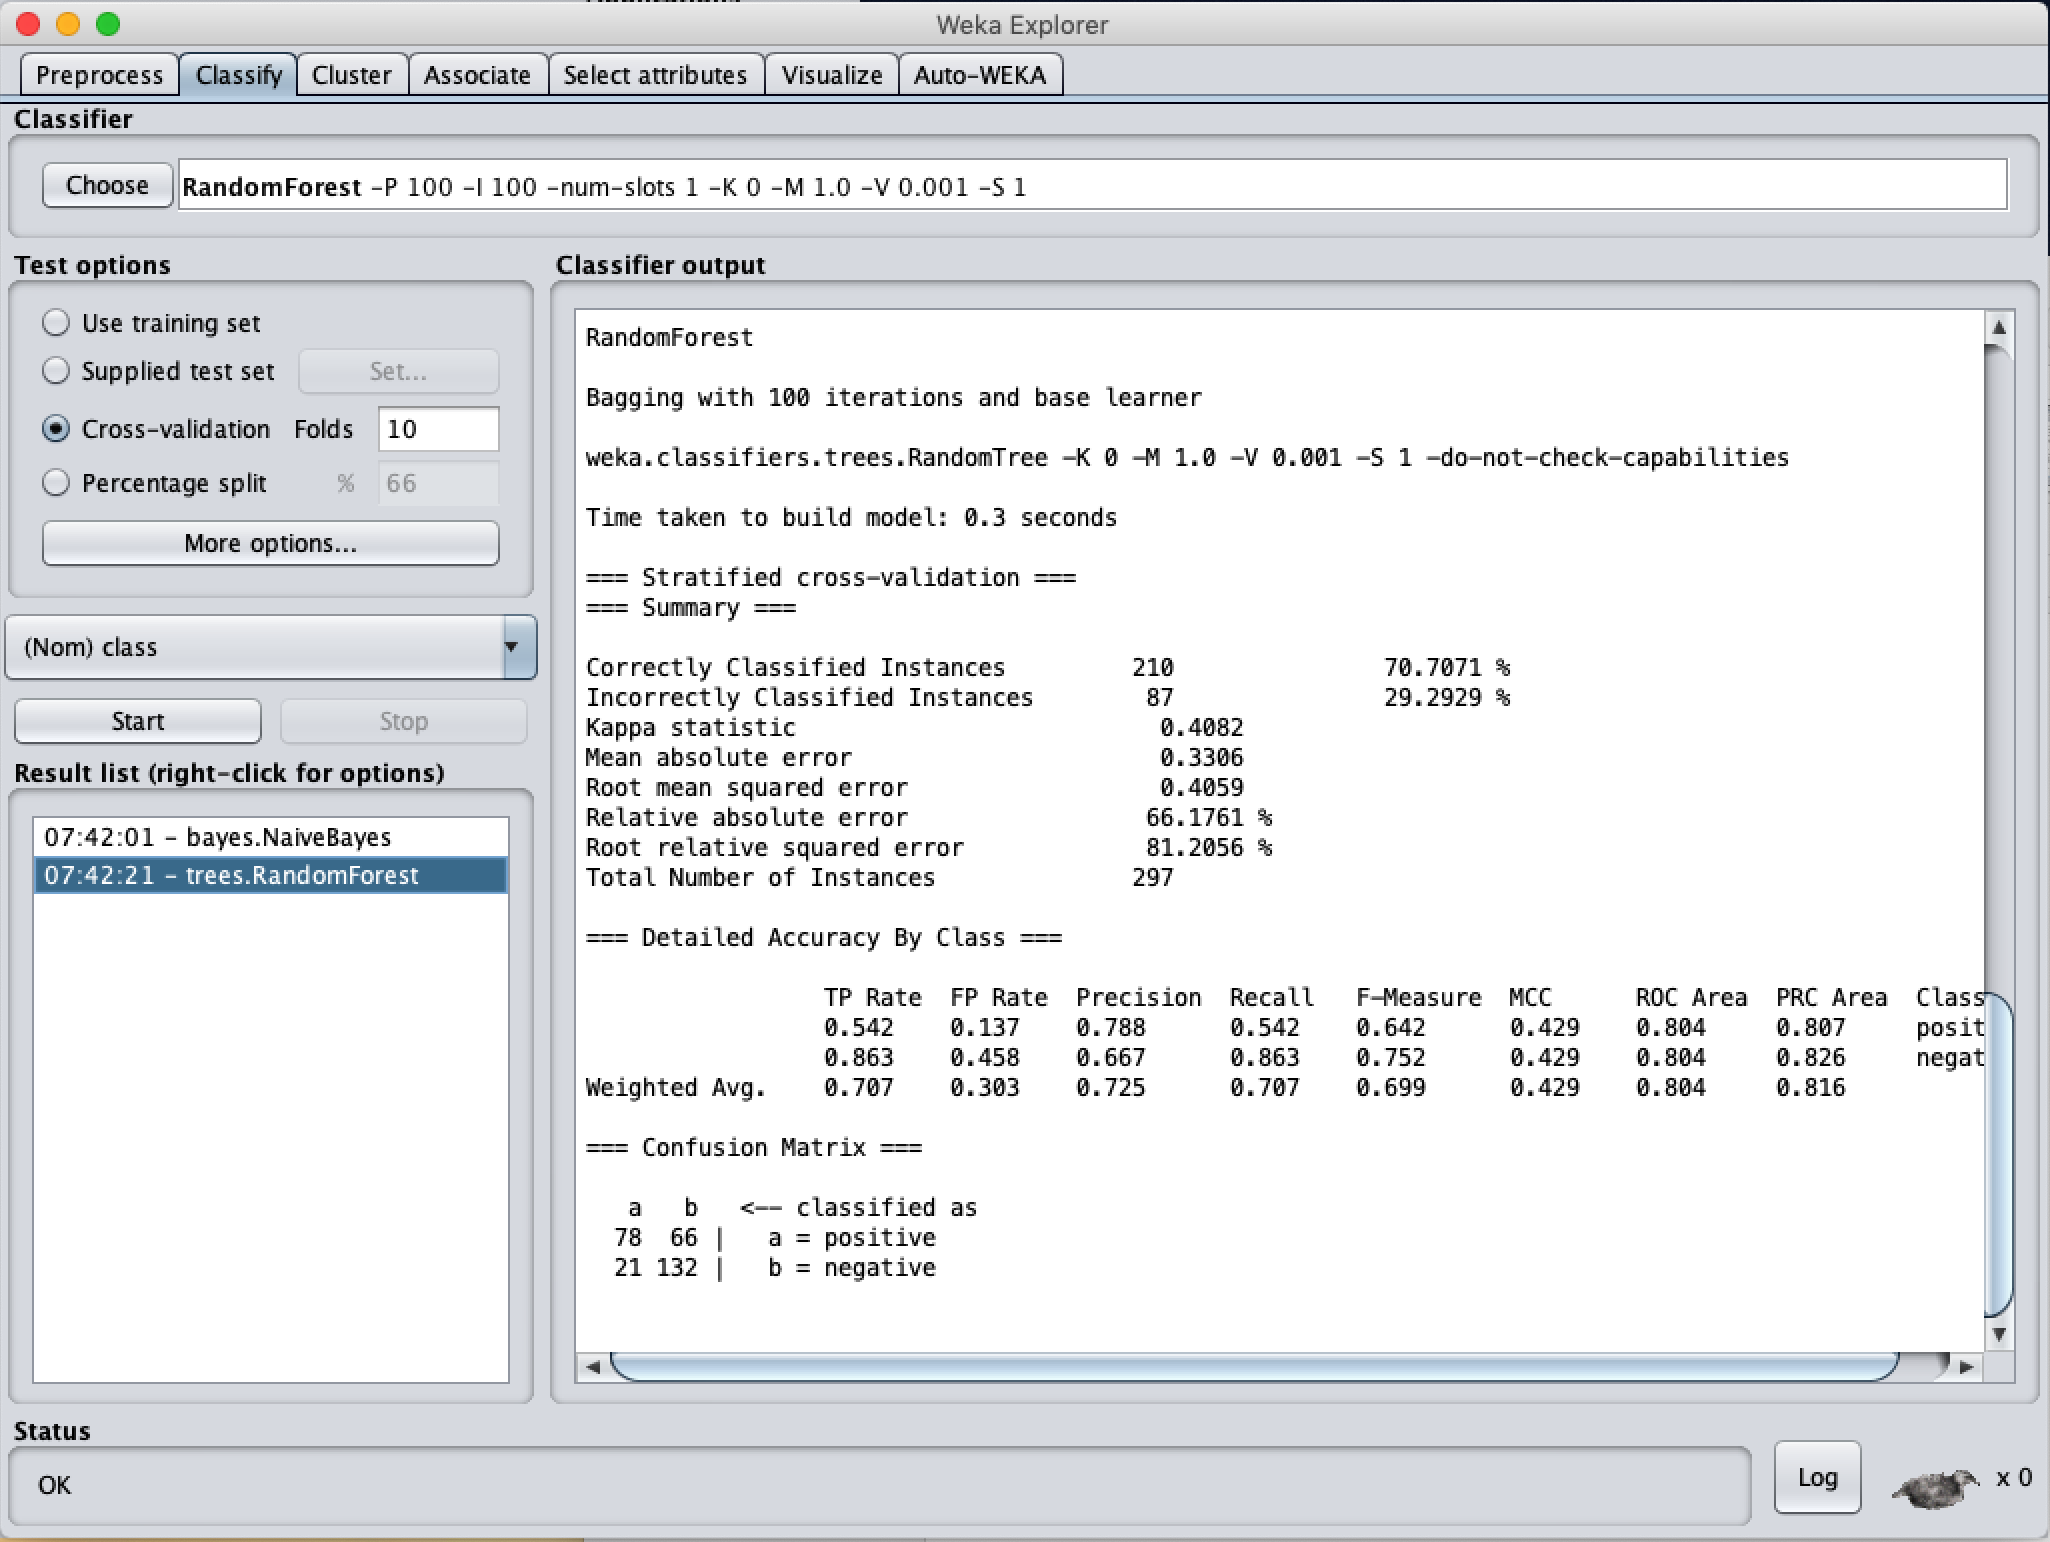 Weka Explorer
Preprocess Classify Cluster Associate Select attributes Visualize Auto-WEKA
Classifier
Choose RandomForest -P 100 -I 100 -num-slots 1 -K 0 -M 1.0 -V 0.001 -S 1
Test options
Use training set
Supplied test set Set...
Cross-validation Folds 10
Percentage split % 66
More options...
(Nom) class
Start Stop
Result list (right-click for options)
07:42:01 - bayes.NaiveBayes
07:42:21 - trees.RandomForest
Classifier output
RandomForest
Bagging with 100 iterations and base learner
weka.classifiers.trees.RandomTree -K 0 -M 1.0 -V 0.001 -S 1 -do-not-check-capabilities
Time taken to build model: 0.3 seconds
=== Stratified cross-validation ===
=== Summary ===
Correctly Classified Instances 210 70.7071 %
Incorrectly Classified Instances 87 29.2929 %
Kappa statistic 0.4082
Mean absolute error 0.3306
Root mean squared error 0.4059
Relative absolute error 66.1761 %
Root relative squared error 81.2056 %
Total Number of Instances 297
=== Detailed Accuracy By Class ===
TP Rate FP Rate Precision Recall F-Measure MCC ROC Area PRC Area Class
0.542 0.137 0.788 0.542 0.642 0.429 0.804 0.807 posit
0.863 0.458 0.667 0.863 0.752 0.429 0.804 0.826 negat
Weighted Avg. 0.707 0.303 0.725 0.707 0.699 0.429 0.804 0.816
=== Confusion Matrix ===
a b <-- classified as
78 66 | a = positive
21 132 | b = negative
Status
OK
Log x 0